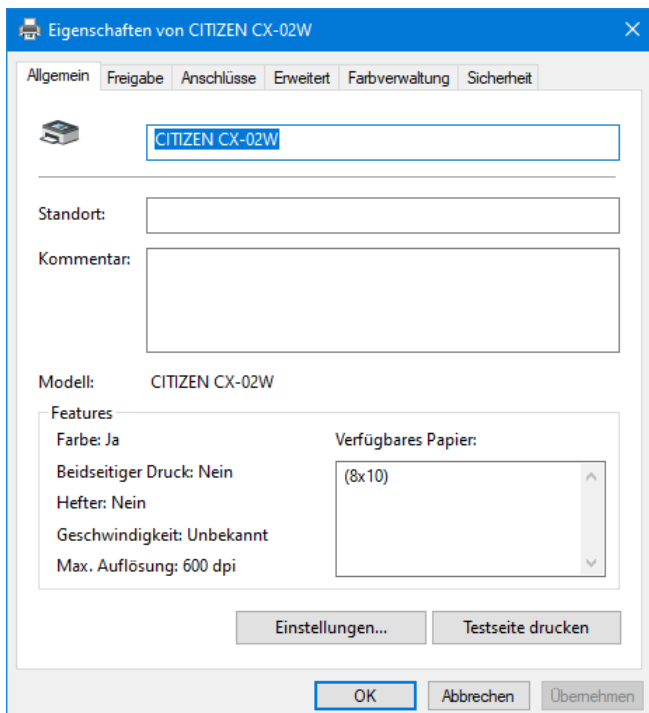 Eigenschaften von CITIZEN CX-02W
Allgemein Freigabe Anschlüsse Erweitert Farbverwaltung Sicherheit
CITIZEN CX-02W
Standort:
Kommentar:
Modell: CITIZEN CX-02W
Features
Farbe: Ja
Beidseitiger Druck: Nein
Hefter: Nein
Geschwindigkeit: Unbekannt
Max. Auflösung: 600 dpi
Verfügbares Papier:
(8x10)
Einstellungen... Testseite drucken
OK Abbrechen Übernehmen